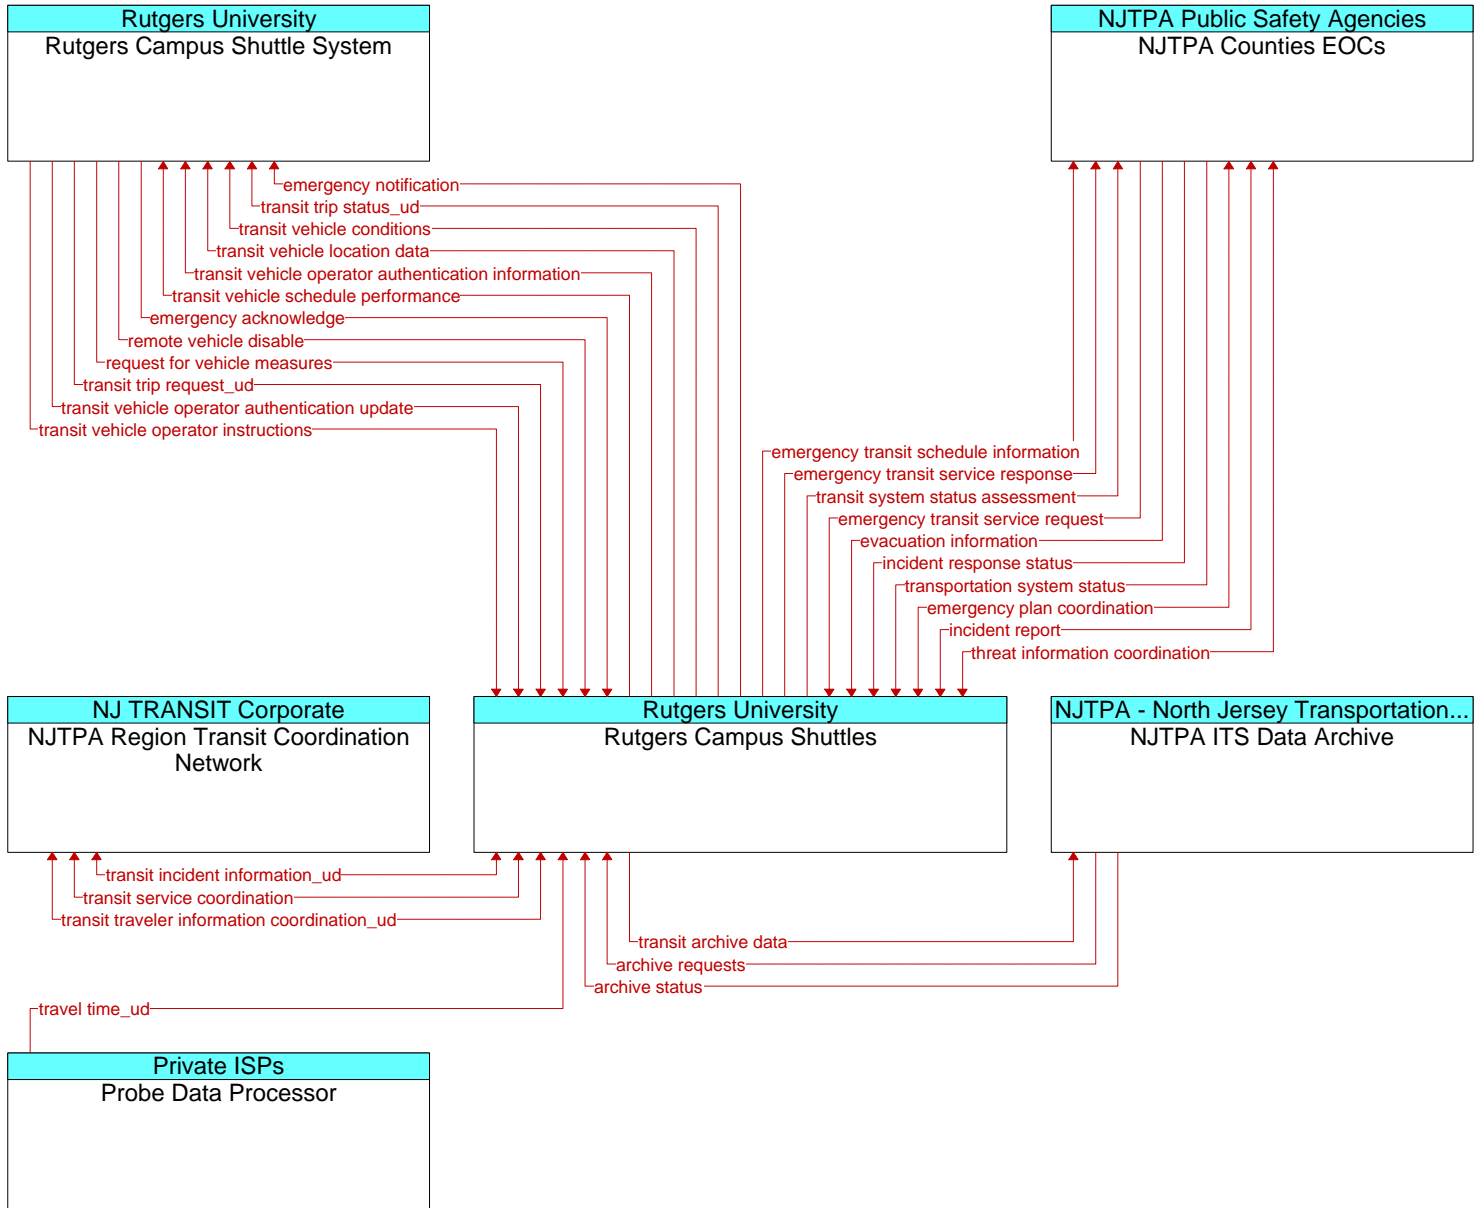 Rutgers University
Rutgers Campus Shuttle System
NJTPA Public Safety Agencies
NJTPA Counties EOCs
emergency notification
transit trip status_ud
transit vehicle conditions
transit vehicle location data
transit vehicle operator authentication information
transit vehicle schedule performance
emergency acknowledge
remote vehicle disable
request for vehicle measures
transit trip request_ud
transit vehicle operator authentication update
transit vehicle operator instructions
emergency transit schedule information
emergency transit service response
transit system status assessment
emergency transit service request
evacuation information
incident response status
transportation system status
emergency plan coordination
incident report
threat information coordination
NJ TRANSIT Corporate
NJTPA Region Transit Coordination
Network
Rutgers University
Rutgers Campus Shuttles
NJTPA - North Jersey Transportation...
NJTPA ITS Data Archive
transit incident information_ud
transit service coordination
transit traveler information coordination_ud
transit archive data
archive requests
archive status
travel time_ud
Private ISPs
Probe Data Processor